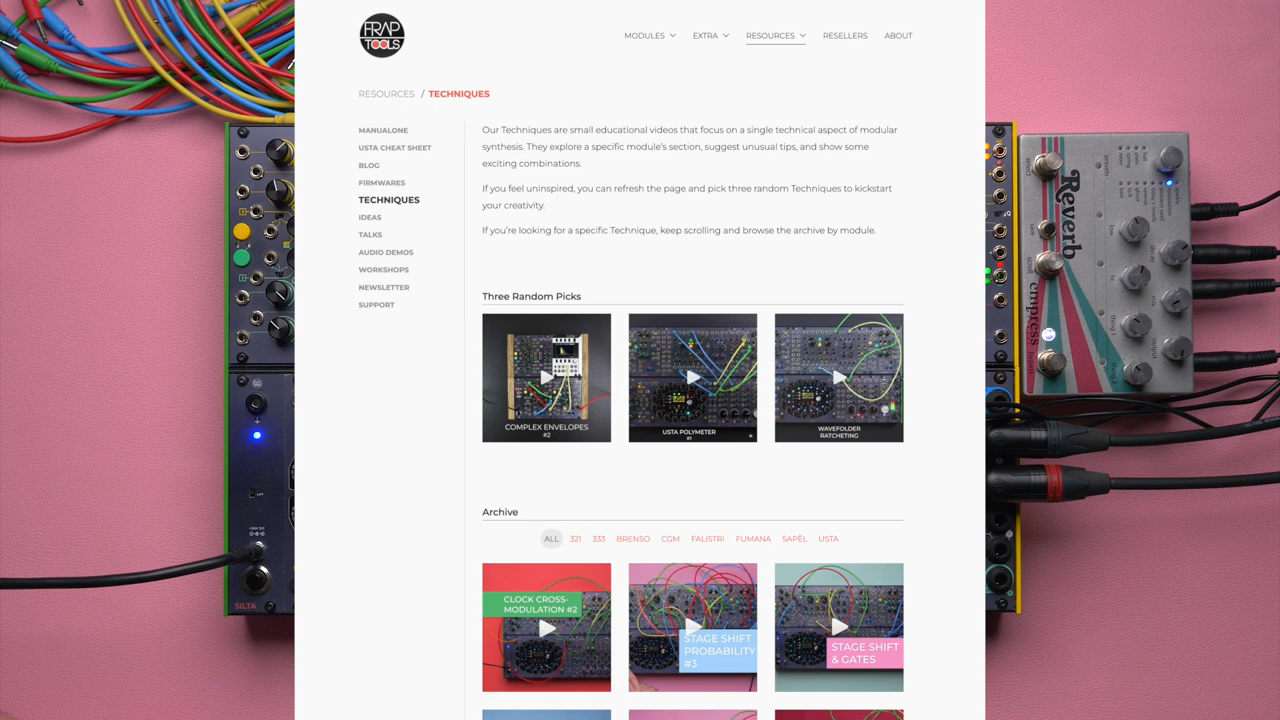 FRAP
TOOLS
MODULES
EXTRA
RESOURCES
RESELLERS
ABOUT
RESOURCES / TECHNIQUES
MANUALONE
USTA CHEAT SHEET
BLOG
FIRMWARES
TECHNIQUES
IDEAS
TALKS
AUDIO DEMOS
WORKSHOPS
NEWSLETTER
SUPPORT
Our Techniques are small educational videos that focus on a single technical aspect of modular
synthesis. They explore a specific module's section, suggest unusual tips, and show some
exciting combinations.
If you feel uninspired, you can refresh the page and pick three random Techniques to kickstart
your creativity.
If you're looking for a specific Technique, keep scrolling and browse the archive by module.
Three Random Picks
COMPLEX ENVELOPES
#2
USTA POLYMETER
WAVEFOLDER
RATCHETING
Archive
ALL
321
333
BRENSO
CGM
FALISTRI
FUMANA
SAPÈL
USTA
CLOCK CROSS-
MODULATION #2
STAGE SHIFT
PROBABILITY
#3
STAGE SHIFT
& GATES
SILTA
Reverb
empress
select
save
scroll
bypass
output
mix